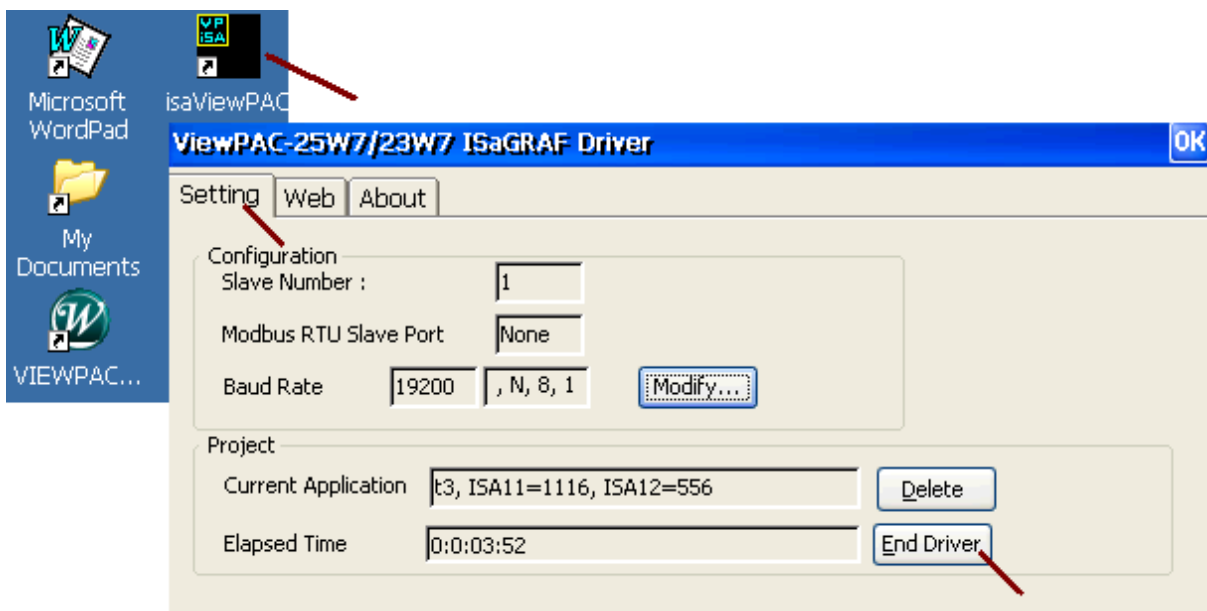 VP
iSA
Microsoft
WordPad
isaViewPAC
My
Documents
VIEWPAC...
ViewPAC-25W7/23W7 ISaGRAF Driver
OK
Setting
Web
About
Configuration
Slave Number :
1
Modbus RTU Slave Port
None
Baud Rate
19200
, N, 8, 1
Modify...
Project
Current Application
t3, ISA11=1116, ISA12=556
Delete
Elapsed Time
0:0:03:52
End Driver